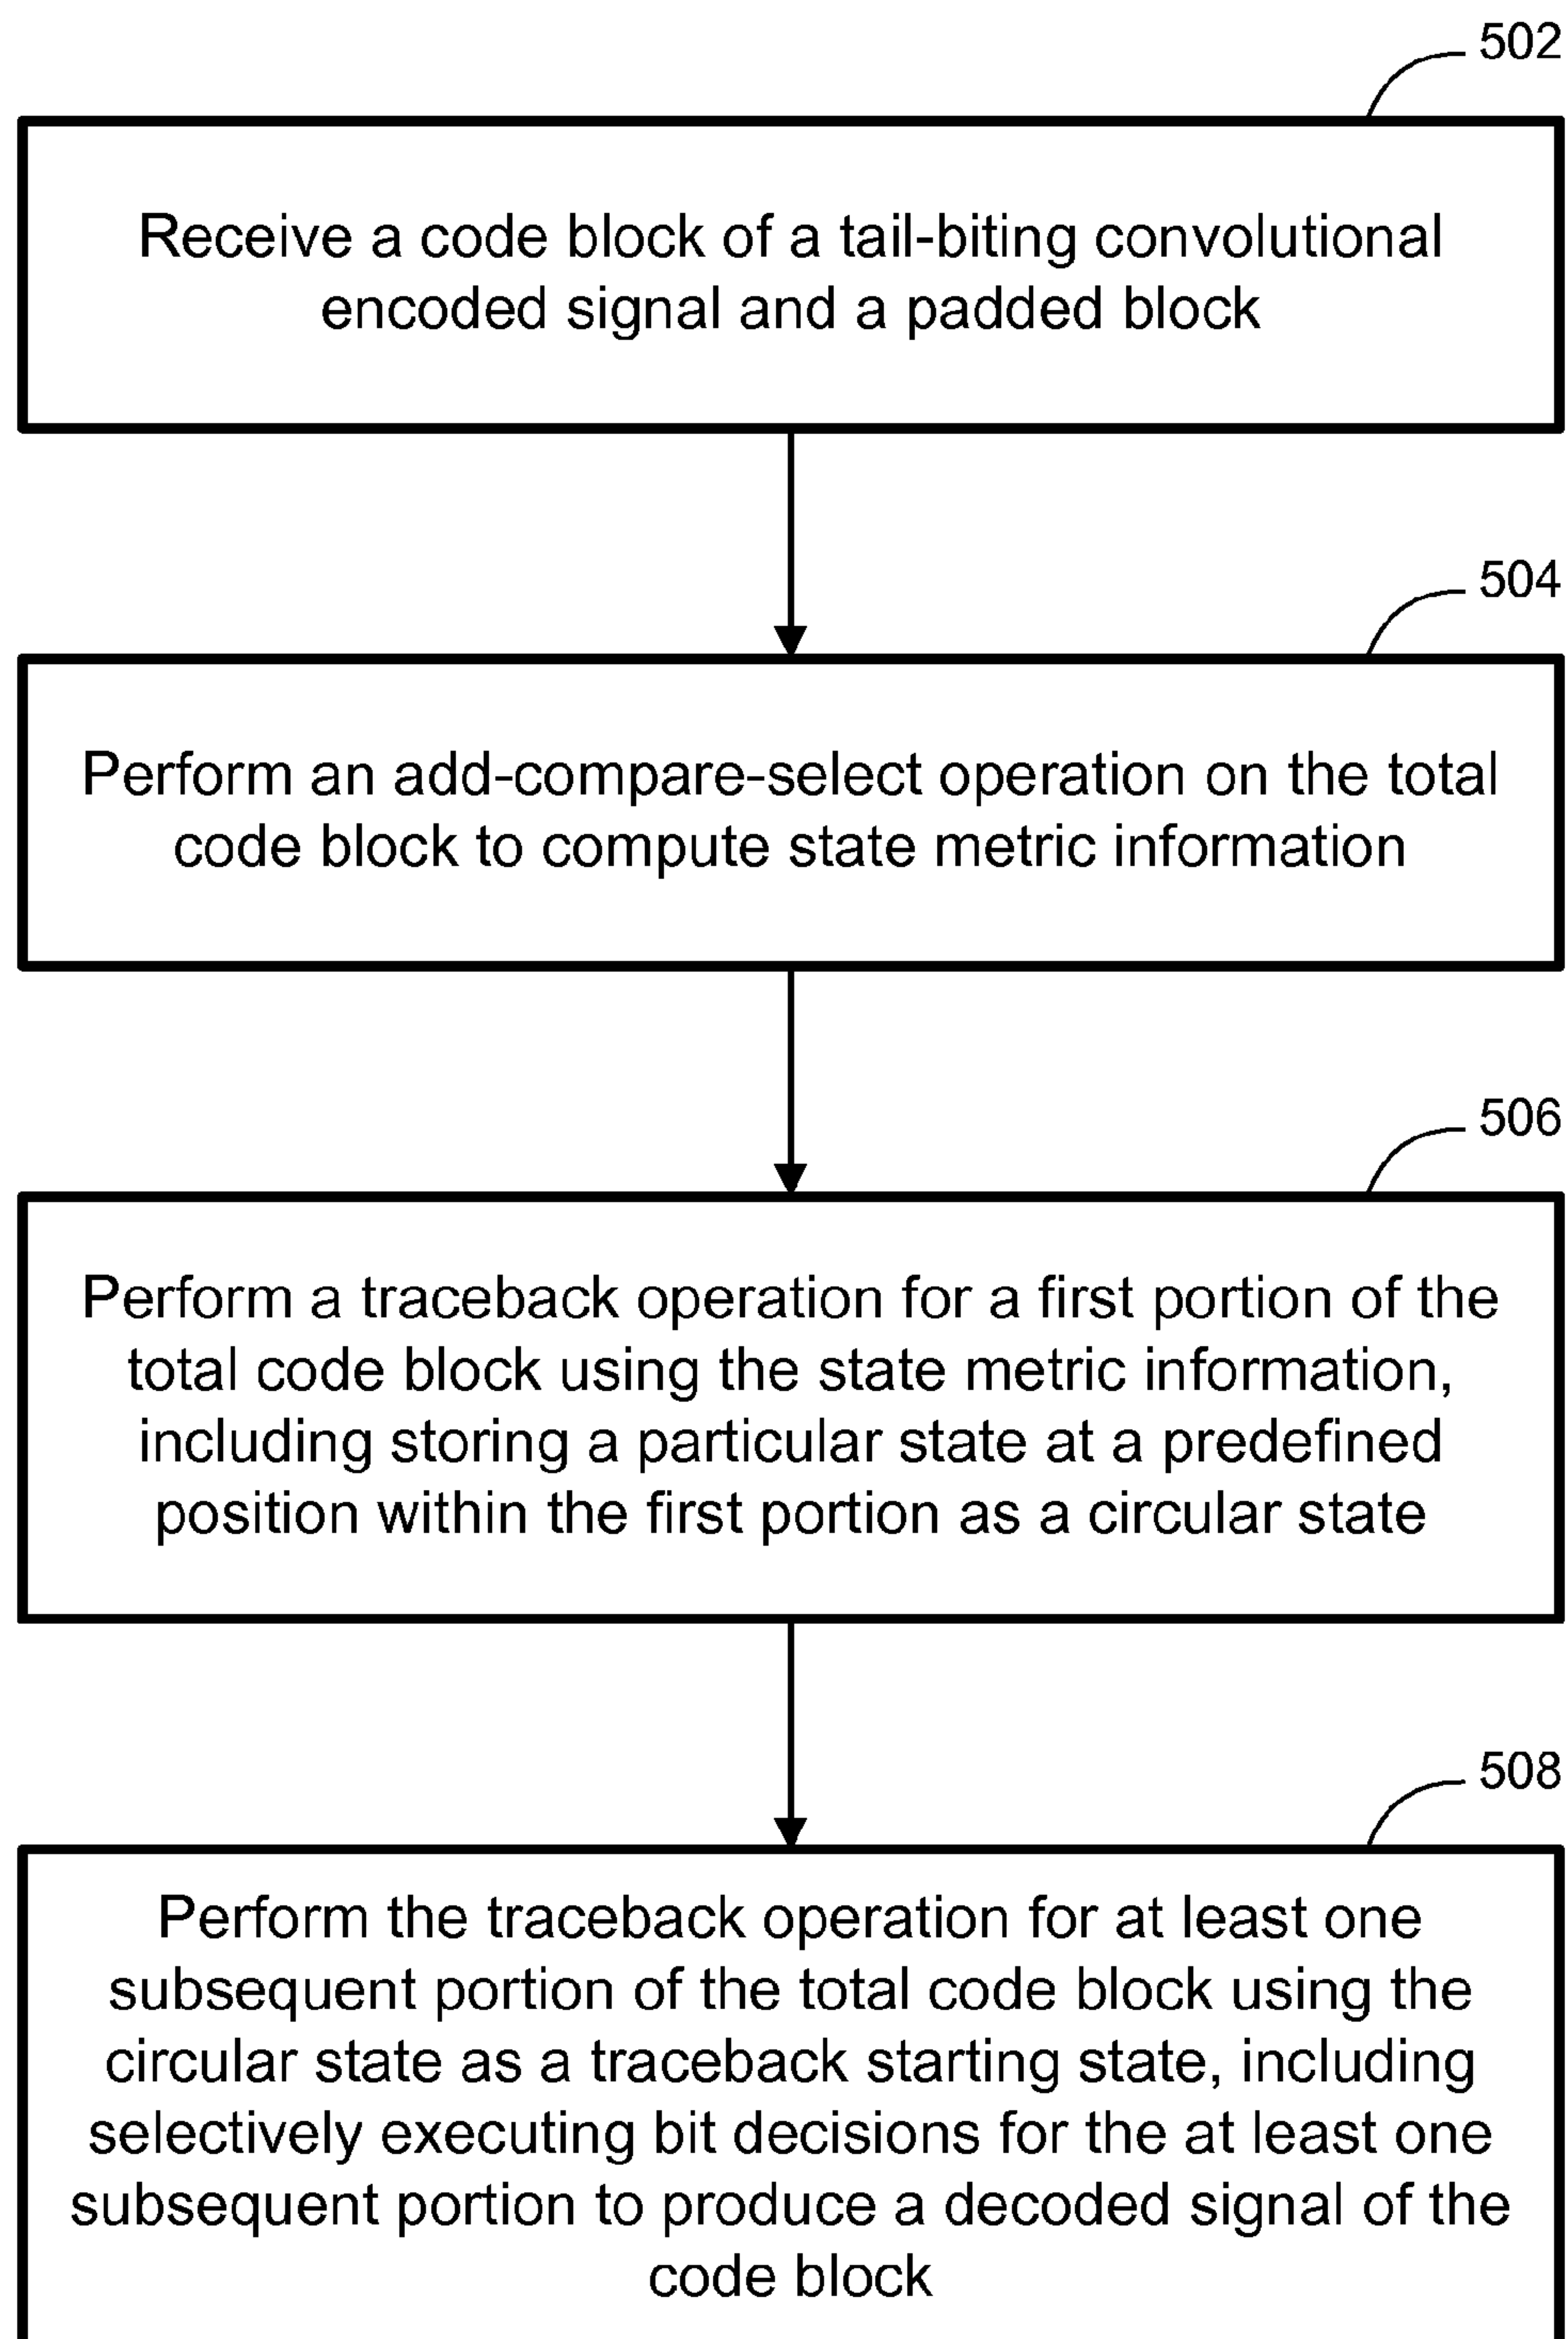 502
Receive a code block of a tail-biting convolutional
encoded signal and a padded block
504
Perform an add-compare-select operation on the total
code block to compute state metric information
506
Perform a traceback operation for a first portion of the
total code block using the state metric information,
including storing a particular state at a predefined
position within the first portion as a circular state
508
Perform the traceback operation for at least one
subsequent portion of the total code block using the
circular state as a traceback starting state, including
selectively executing bit decisions for the at least one
subsequent portion to produce a decoded signal of the
code block